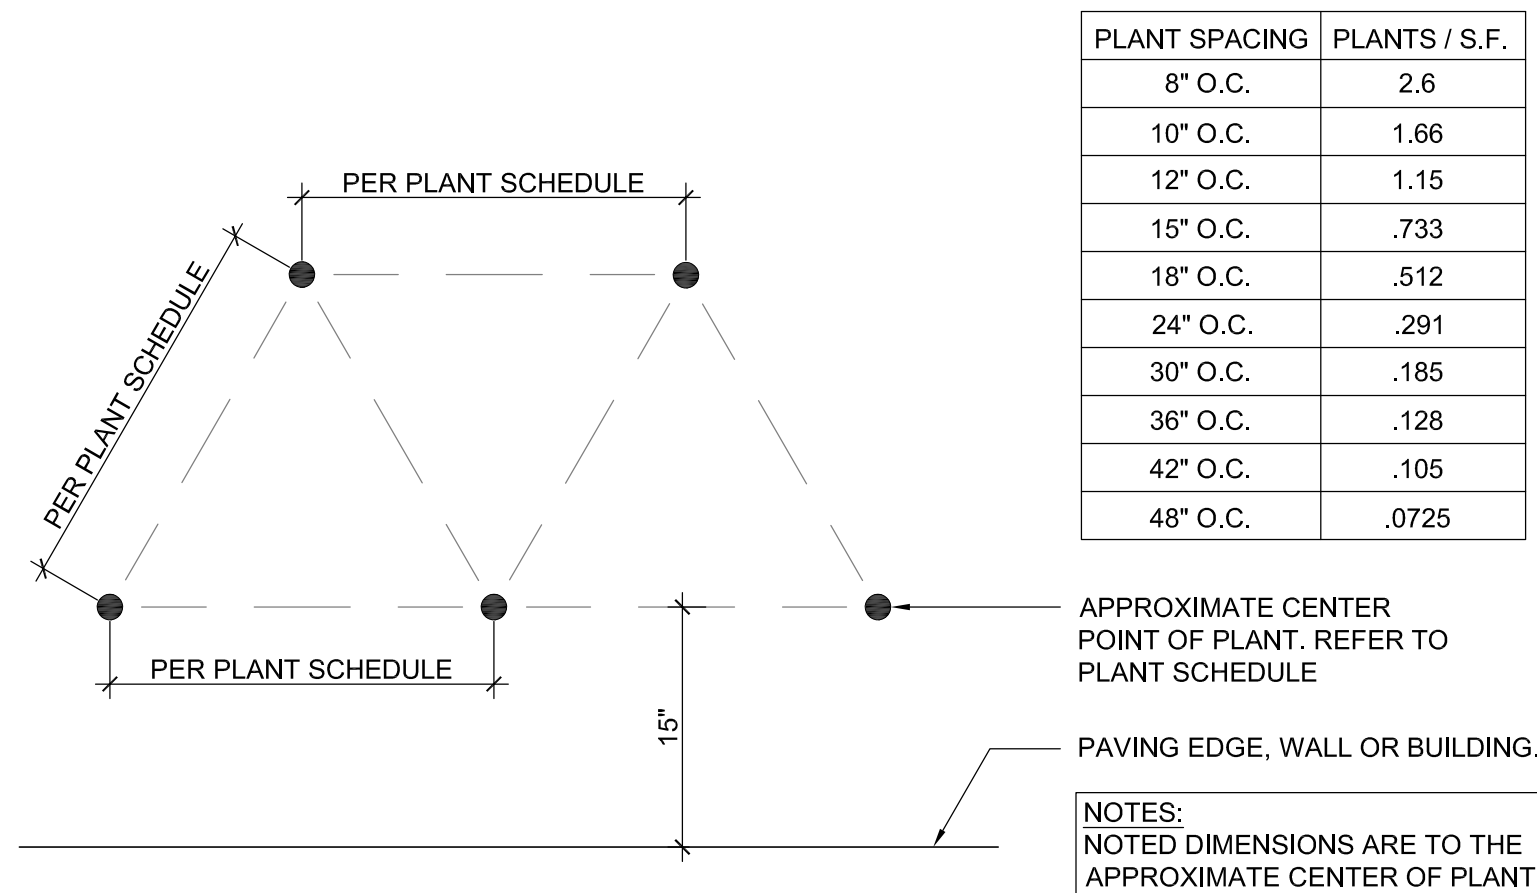 PLANT SPACING PLANTS / S.F.
8" O.C. 2.6
10" O.C. 1.66
12" O.C. 1.15
15" O.C. .733
18" O.C. .512
24" O.C. .291
30" O.C. .185
36" O.C. .128
42" O.C. .105
48" O.C. .0725
PER PLANT SCHEDULE
PER PLANT SCHEDULE
PER PLANT SCHEDULE
15"
APPROXIMATE CENTER
POINT OF PLANT. REFER TO
PLANT SCHEDULE
PAVING EDGE, WALL OR BUILDING.
NOTES:
NOTED DIMENSIONS ARE TO THE
APPROXIMATE CENTER OF PLANT